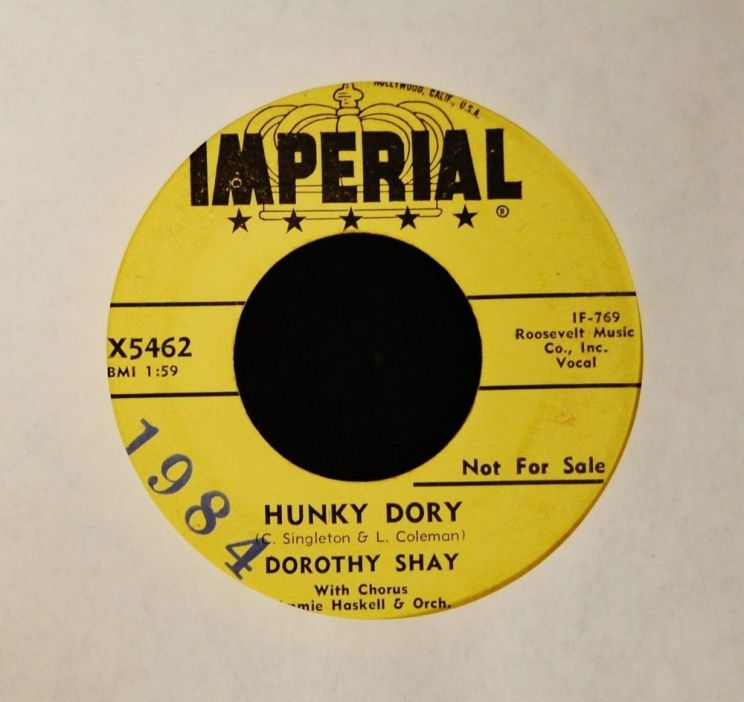 HOLLYWOOD, CALIF., U.S.A.
IMPERIAL
®
IF-769
Roosevelt Music
Co., Inc.
Vocal
X5462
BMI 1:59
Not For Sale
1984
HUNKY DORY
(C. Singleton & L. Coleman)
DOROTHY SHAY
With Chorus
mie Haskell & Orch.